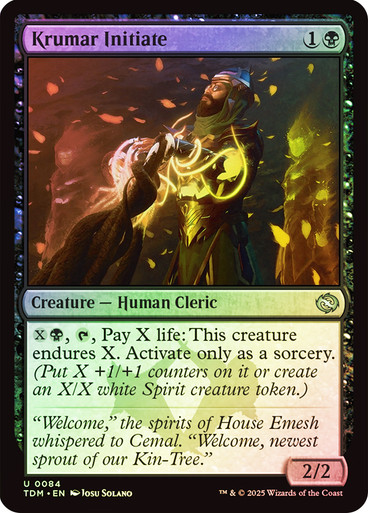 Krumar Initiate 1
Creature — Human Cleric
X, Pay X life: This creature
endures X. Activate only as a sorcery.
(Put X +1/+1 counters on it or create
an X/X white Spirit creature token.)
“Welcome,” the spirits of House Emesh
whispered to Cemal. “Welcome, newest
sprout of our Kin-Tree.”
2/2
U 0084
TDM • EN Josu Solano
™ & © 2025 Wizards of the Coast